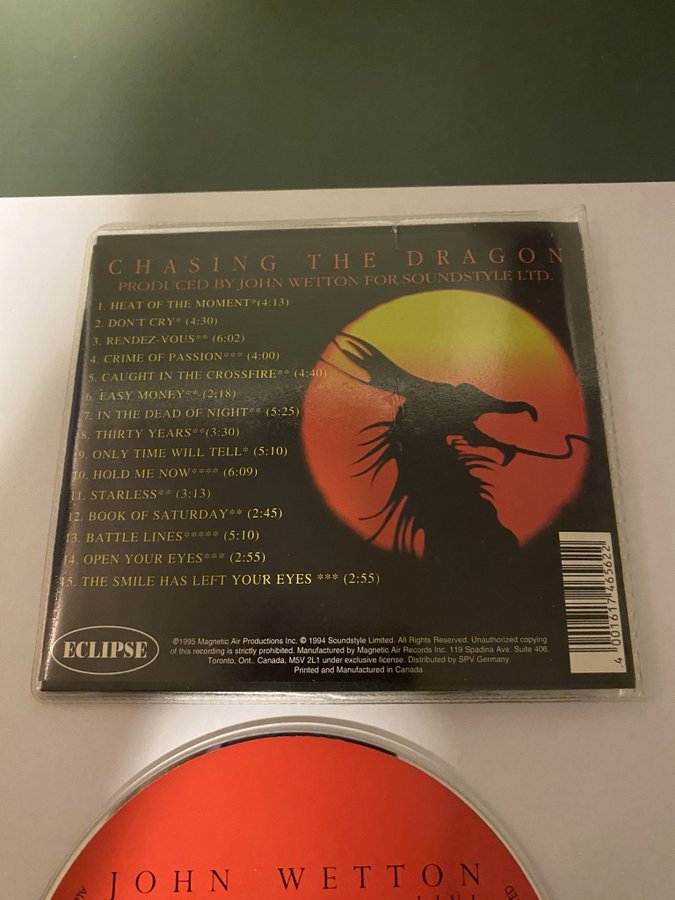 CHASING THE DRAGON
PRODUCED BY JOHN WETTON FOR SOUNDSTYLE LTD.
1. HEAT OF THE MOMENT*(4:13)
2. DON'T CRY* (4:30)
3. RENDEZ-VOUS** (6:02)
4. CRIME OF PASSION*** (4:00)
5. CAUGHT IN THE CROSSFIRE** (4:40)
6. EASY MONEY** (2:18)
7. IN THE DEAD OF NIGHT** (5:25)
8. THIRTY YEARS**(3:30)
9. ONLY TIME WILL TELL* (5:10)
10. HOLD ME NOW**** (6:09)
11. STARLESS** (3:13)
12. BOOK OF SATURDAY** (2:45)
13. BATTLE LINES***** (5:10)
14. OPEN YOUR EYES*** (2:55)
15. THE SMILE HAS LEFT YOUR EYES *** (2:55)
ECLIPSE
℗1995 Magnetic Air Productions Inc. © 1994 Soundstyle Limited. All Rights Reserved. Unauthorized copying
of this recording is strictly prohibited. Manufactured by Magnetic Air Records Inc. 119 Spadina Ave. Suite 406.
Toronto, Ont.. Canada. M5V 2L1 under exclusive license. Distributed by SPV Germany.
Printed and Manufactured in Canada
4 001617 465622
JOHN WETTON